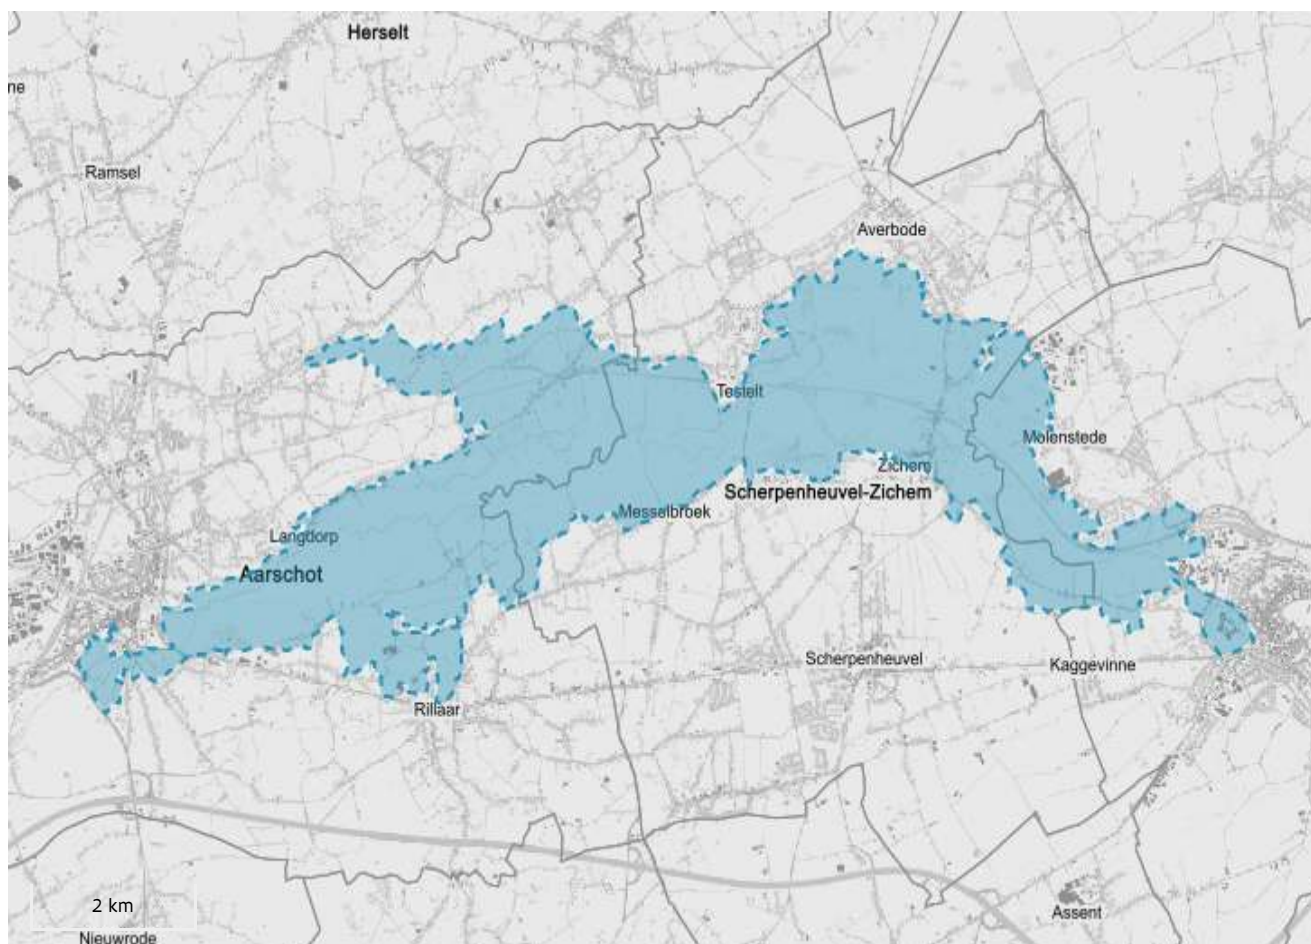 Herselt
ne
Ramsel
Averbode
Testelt
Molenstede
Zichem
Scherpenheuvel-Zichem
Messelbroek
Langdorp
Aarschot
Scherpenheuvel
Kaggevinne
Rillaar
2 km
Assent
Nieuwrode